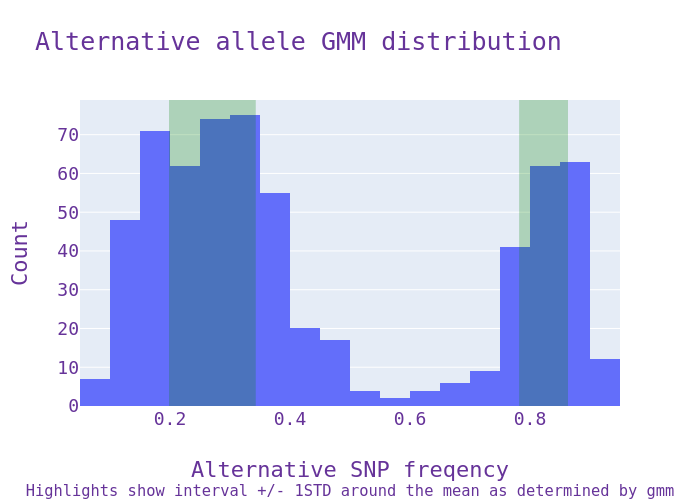 Alternative allele GMM distribution
Count
70
60
50
40
30
20
10
0
0.2 0.4 0.6 0.8
Alternative SNP freqency
Highlights show interval +/- 1STD around the mean as determined by gmm